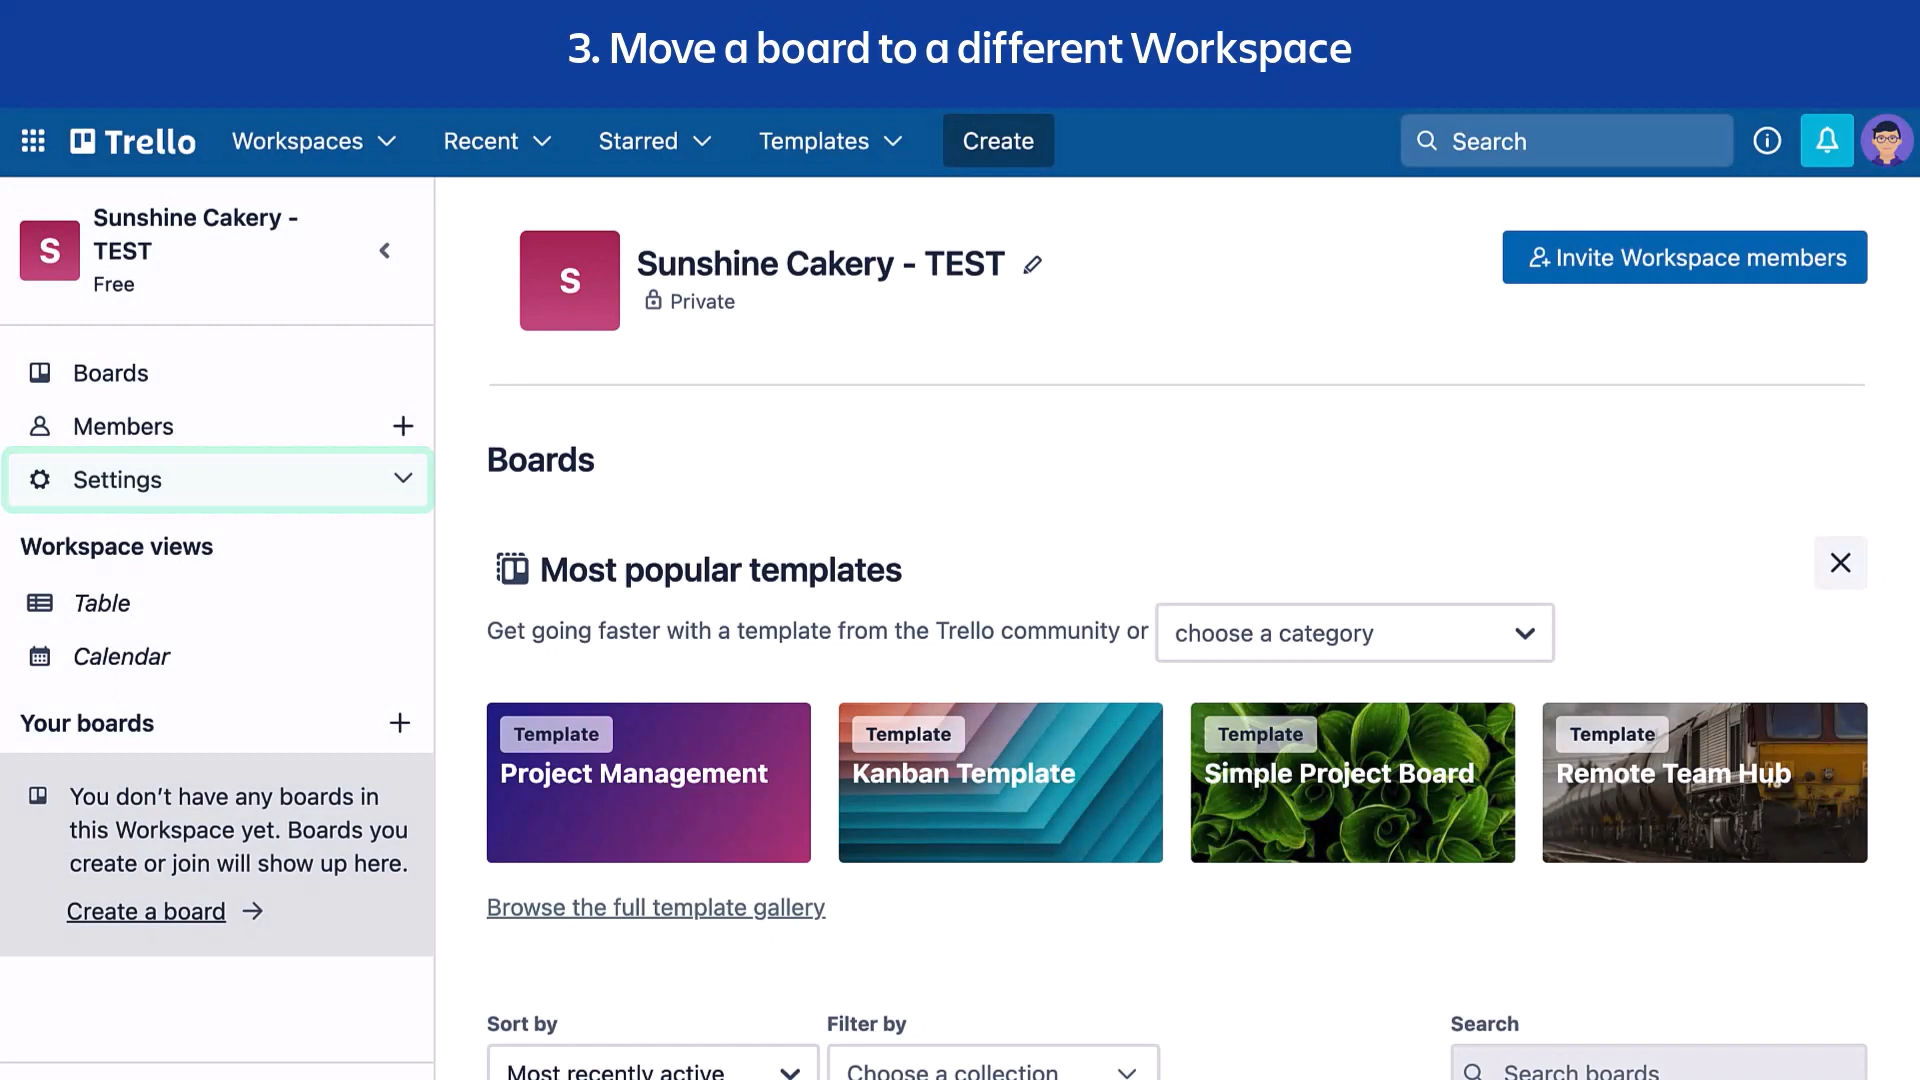 3. Move a board to a different Workspace
Trello
Workspaces
Recent
Starred
Templates
Create
Search
S
Sunshine Cakery -
TEST
Free
Boards
Members
Settings
Workspace views
Table
Calendar
Your boards
You don’t have any boards in
this Workspace yet. Boards you
create or join will show up here.
Create a board
S
Sunshine Cakery - TEST
Private
Invite Workspace members
Boards
Most popular templates
Get going faster with a template from the Trello community or
choose a category
Template
Project Management
Template
Kanban Template
Template
Simple Project Board
Template
Remote Team Hub
Browse the full template gallery
Sort by
Most recently active
Filter by
Choose a collection
Search
Search boards